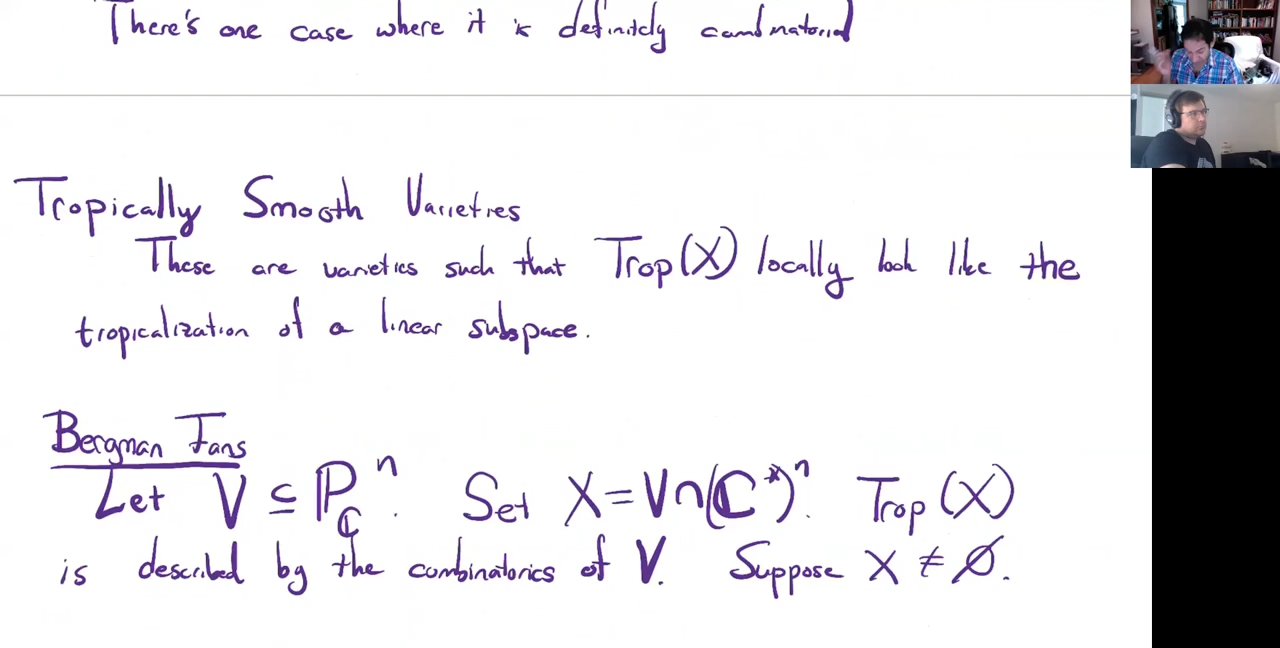 There's one case where it is definitely combinatorial
Tropically Smooth Varieties
These are varieties such that Trop(X) locally look like the
tropicalization of a linear subspace.
Bergman Fans
Let V ⊆ ℙ_ℂ^n. Set X = V∩(ℂ*)^n. Trop(X)
is described by the combinatorics of V. Suppose X ≠ ∅.